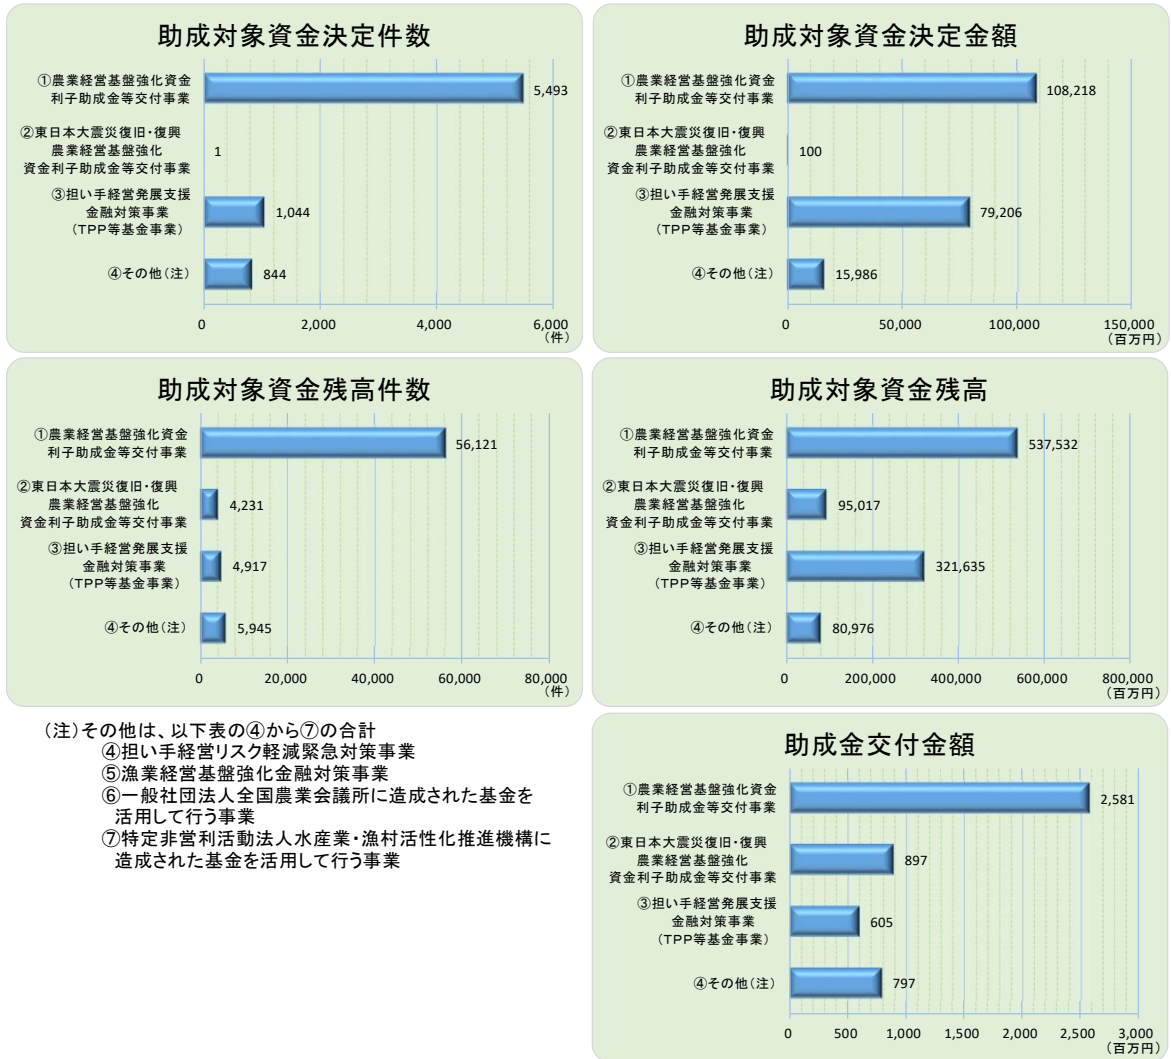 助成対象資金決定件数
①農業経営基盤強化資金
利子助成金等交付事業
5,493
②東日本大震災復旧・復興
農業経営基盤強化
資金利子助成金等交付事業
1
③担い手経営発展支援
金融対策事業
（TPP等基金事業）
1,044
④その他（注）
844
0 2,000 4,000 6,000
（件）
助成対象資金決定金額
①農業経営基盤強化資金
利子助成金等交付事業
108,218
②東日本大震災復旧・復興
農業経営基盤強化
資金利子助成金等交付事業
100
③担い手経営発展支援
金融対策事業
（TPP等基金事業）
79,206
④その他（注）
15,986
0 50,000 100,000 150,000
（百万円）
助成対象資金残高件数
①農業経営基盤強化資金
利子助成金等交付事業
56,121
②東日本大震災復旧・復興
農業経営基盤強化
資金利子助成金等交付事業
4,231
③担い手経営発展支援
金融対策事業
（TPP等基金事業）
4,917
④その他（注）
5,945
0 20,000 40,000 60,000 80,000
（件）
助成対象資金残高
①農業経営基盤強化資金
利子助成金等交付事業
537,532
②東日本大震災復旧・復興
農業経営基盤強化
資金利子助成金等交付事業
95,017
③担い手経営発展支援
金融対策事業
（TPP等基金事業）
321,635
④その他（注）
80,976
0 200,000 400,000 600,000 800,000
（百万円）
（注）その他は、以下表の④から⑦の合計
④担い手経営リスク軽減緊急対策事業
⑤漁業経営基盤強化金融対策事業
⑥一般社団法人全国農業会議所に造成された基金を
活用して行う事業
⑦特定非営利活動法人水産業・漁村活性化推進機構に
造成された基金を活用して行う事業
助成金交付金額
①農業経営基盤強化資金
利子助成金等交付事業
2,581
②東日本大震災復旧・復興
農業経営基盤強化
資金利子助成金等交付事業
897
③担い手経営発展支援
金融対策事業
（TPP等基金事業）
605
④その他（注）
797
0 500 1,000 1,500 2,000 2,500 3,000
（百万円）